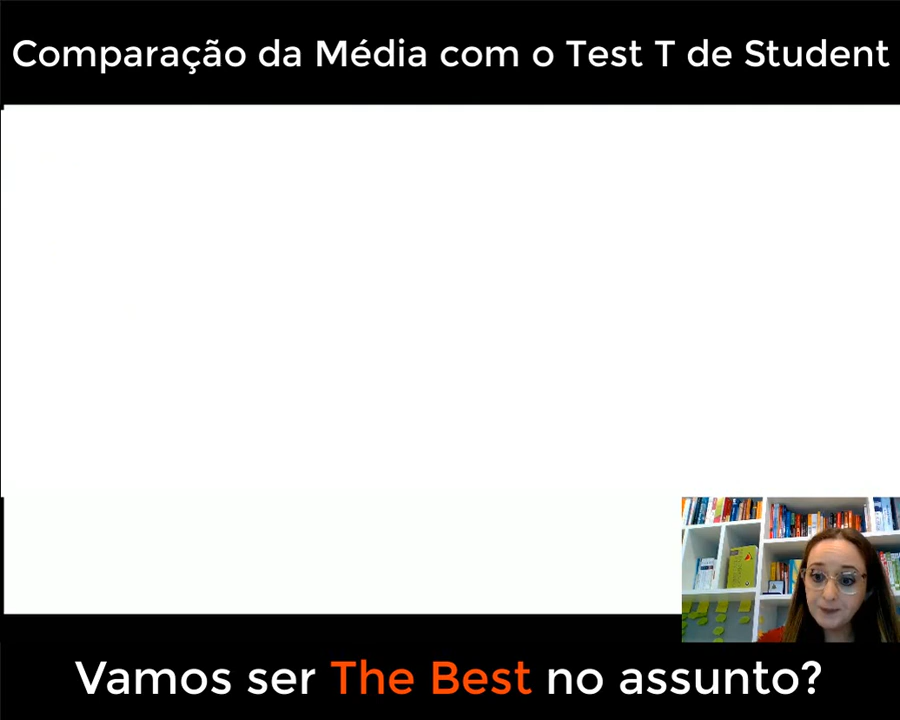 Comparação da Média com o Test T de Student
Vamos ser The Best no assunto?